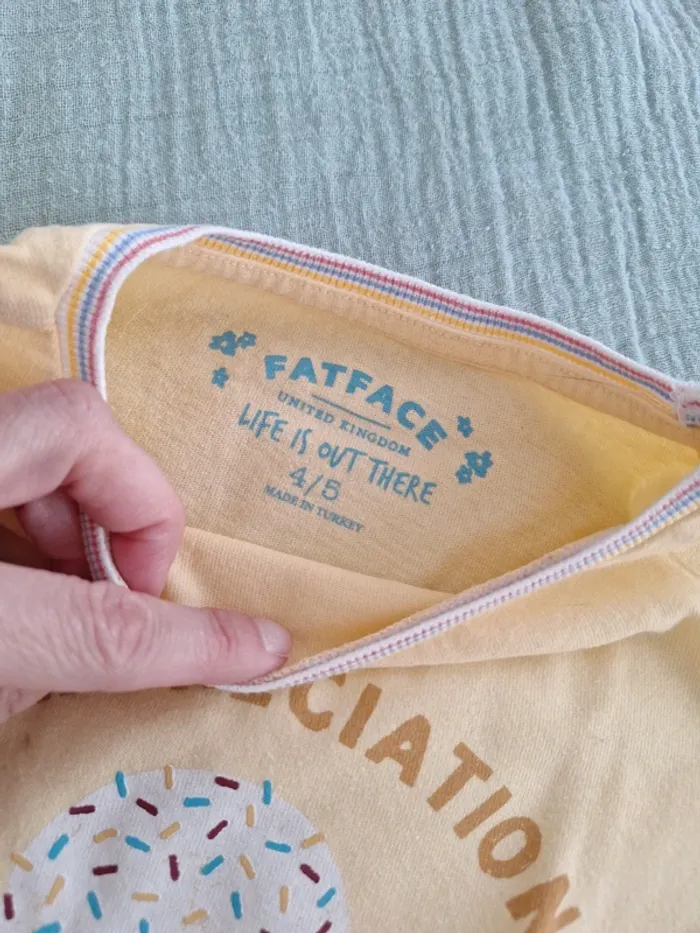 FATFACE
UNITED KINGDOM
LIFE IS OUT THERE
4/5
MADE IN TURKEY
CIATION